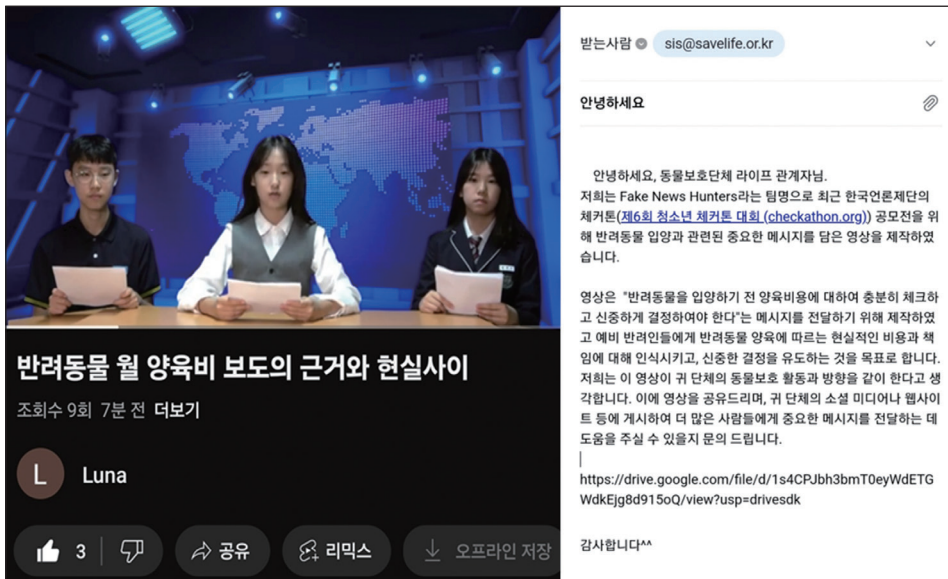 반려동물 월 양육비 보도의 근거와 현실사이
조회수 9회 7분 전 더보기
L Luna
3 공유 리믹스 오프라인 저장
받는사람 sis@savelife.or.kr
안녕하세요
안녕하세요, 동물보호단체 라이프 관계자님.
저희는 Fake News Hunters라는 팀명으로 최근 한국언론재단의
체커톤(제6회 청소년 체커톤 대회 (checkathon.org)) 공모전을 위
해 반려동물 입양과 관련된 중요한 메시지를 담은 영상을 제작하였
습니다.
영상은 "반려동물을 입양하기 전 양육비용에 대하여 충분히 체크하
고 신중하게 결정하여야 한다"는 메시지를 전달하기 위해 제작하였
고 예비 반려인들에게 반려동물 양육에 따르는 현실적인 비용과 책
임에 대해 인식시키고, 신중한 결정을 유도하는 것을 목표로 합니다.
저희는 이 영상이 귀 단체의 동물보호 활동과 방향을 같이 한다고 생
각합니다. 이에 영상을 공유드리며, 귀 단체의 소셜 미디어나 웹사이
트 등에 게시하여 더 많은 사람들에게 중요한 메시지를 전달하는 데
도움을 주실 수 있을지 문의 드립니다.
https://drive.google.com/file/d/1s4CPJbh3bmT0eyWdETG
WdkEjg8d915oQ/view?usp=drivesdk
감사합니다^^